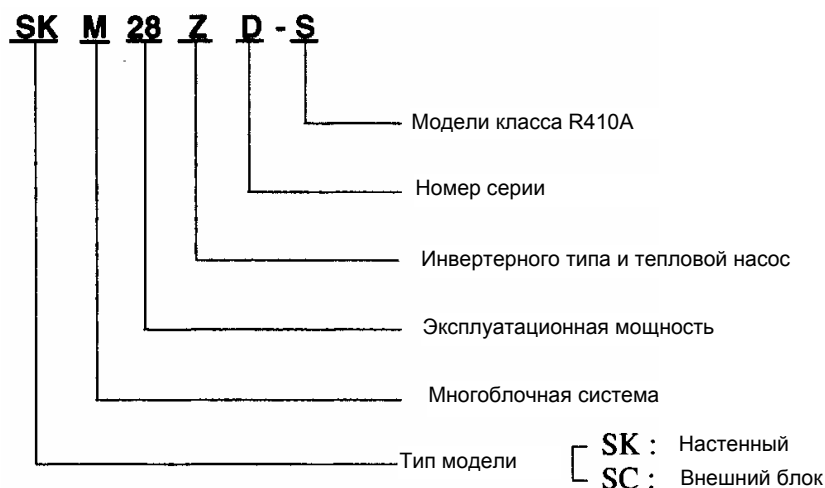 SK M 28 Z D - S
Модели класса R410A
Номер серии
Инвертерного типа и тепловой насос
Эксплуатационная мощность
Многоблочная система
Тип модели
SK : Настенный
SC : Внешний блок